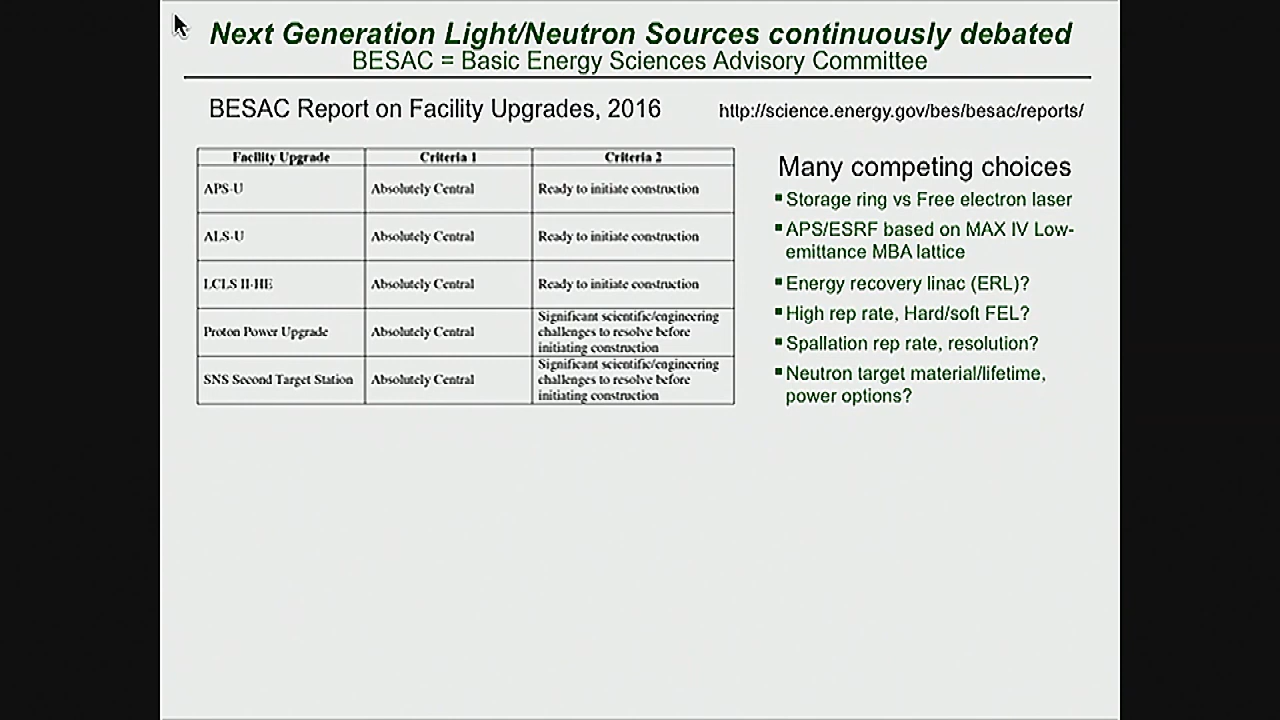 Next Generation Light/Neutron Sources continuously debated
BESAC = Basic Energy Sciences Advisory Committee
BESAC Report on Facility Upgrades, 2016
http://science.energy.gov/bes/besac/reports/
Facility Upgrade Criteria 1 Criteria 2
APS-U Absolutely Central Ready to initiate construction
ALS-U Absolutely Central Ready to initiate construction
LCLS II-HE Absolutely Central Ready to initiate construction
Proton Power Upgrade Absolutely Central Significant scientific/engineering
challenges to resolve before
initiating construction
SNS Second Target Station Absolutely Central Significant scientific/engineering
challenges to resolve before
initiating construction
Many competing choices
Storage ring vs Free electron laser
APS/ESRF based on MAX IV Low-
emittance MBA lattice
Energy recovery linac (ERL)?
High rep rate, Hard/soft FEL?
Spallation rep rate, resolution?
Neutron target material/lifetime,
power options?